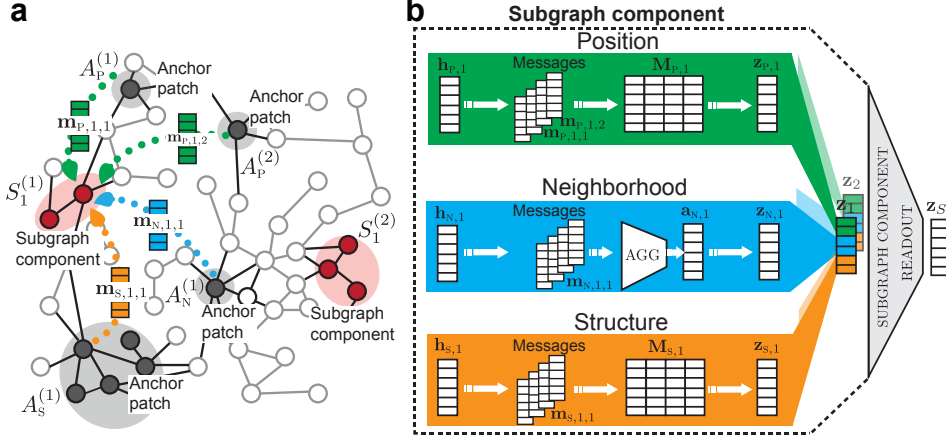 a
A_P^(1)
Anchor
patch
m_P,1,1
m_P,1,2
Anchor
patch
A_P^(2)
S_1^(1)
Subgraph
component
m_N,1,1
S_1^(2)
m_S,1,1
A_N^(1)
Anchor
patch
Subgraph
component
A_S^(1)
Anchor
patch
b
Subgraph component
Position
h_P,1
Messages
m_P,1,2
m_P,1,1
M_P,1
z_P,1
Neighborhood
h_N,1
Messages
m_N,1,1
AGG
a_N,1
z_N,1
Structure
h_S,1
Messages
m_S,1,1
M_S,1
z_S,1
z_2
z_1
SUBGRAPH COMPONENT
READOUT
z_S